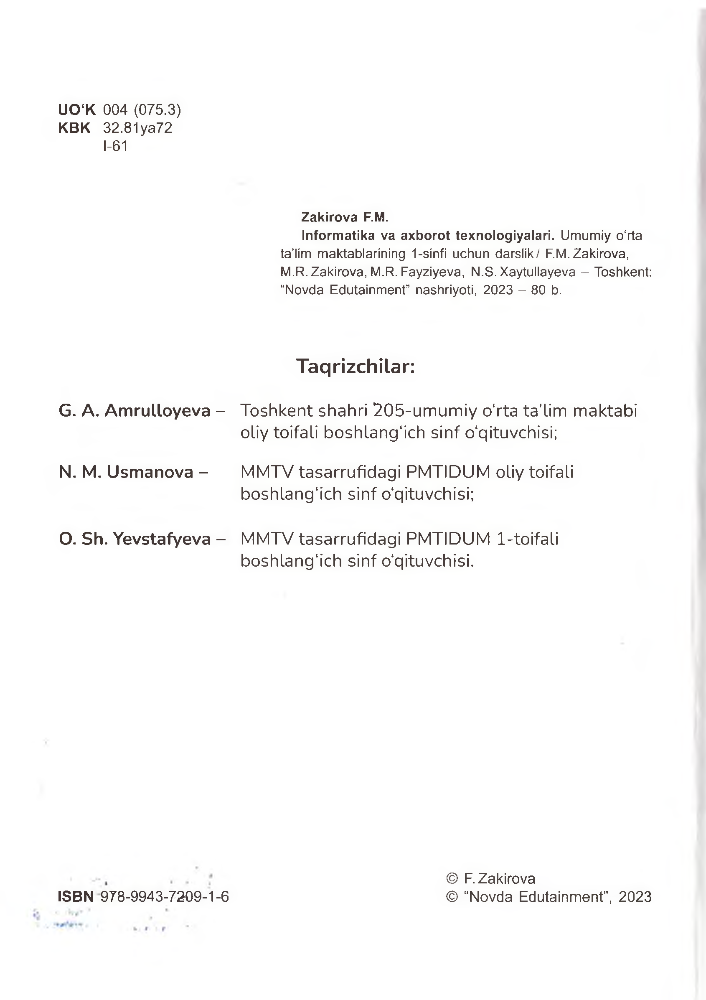 UO‘K 004 (075.3)
KBK 32.81ya72
I-61
Zakirova F.M.
Informatika va axborot texnologiyalari. Umumiy o‘rta
ta’lim maktablarining 1-sinfi uchun darslik/ F.M. Zakirova,
M.R. Zakirova, M.R. Fayziyeva, N.S. Xaytullayeva – Toshkent:
“Novda Edutainment” nashriyoti, 2023 – 80 b.
Taqrizchilar:
G. A. Amrulloyeva – Toshkent shahri 205-umumiy o‘rta ta’lim maktabi
oliy toifali boshlang‘ich sinf o‘qituvchisi;
N. M. Usmanova – MMTV tasarrufidagi PMTIDUM oliy toifali
boshlang‘ich sinf o‘qituvchisi;
O. Sh. Yevstafyeva – MMTV tasarrufidagi PMTIDUM 1-toifali
boshlang‘ich sinf o‘qituvchisi.
© F. Zakirova
ISBN 978-9943-7209-1-6 © “Novda Edutainment”, 2023